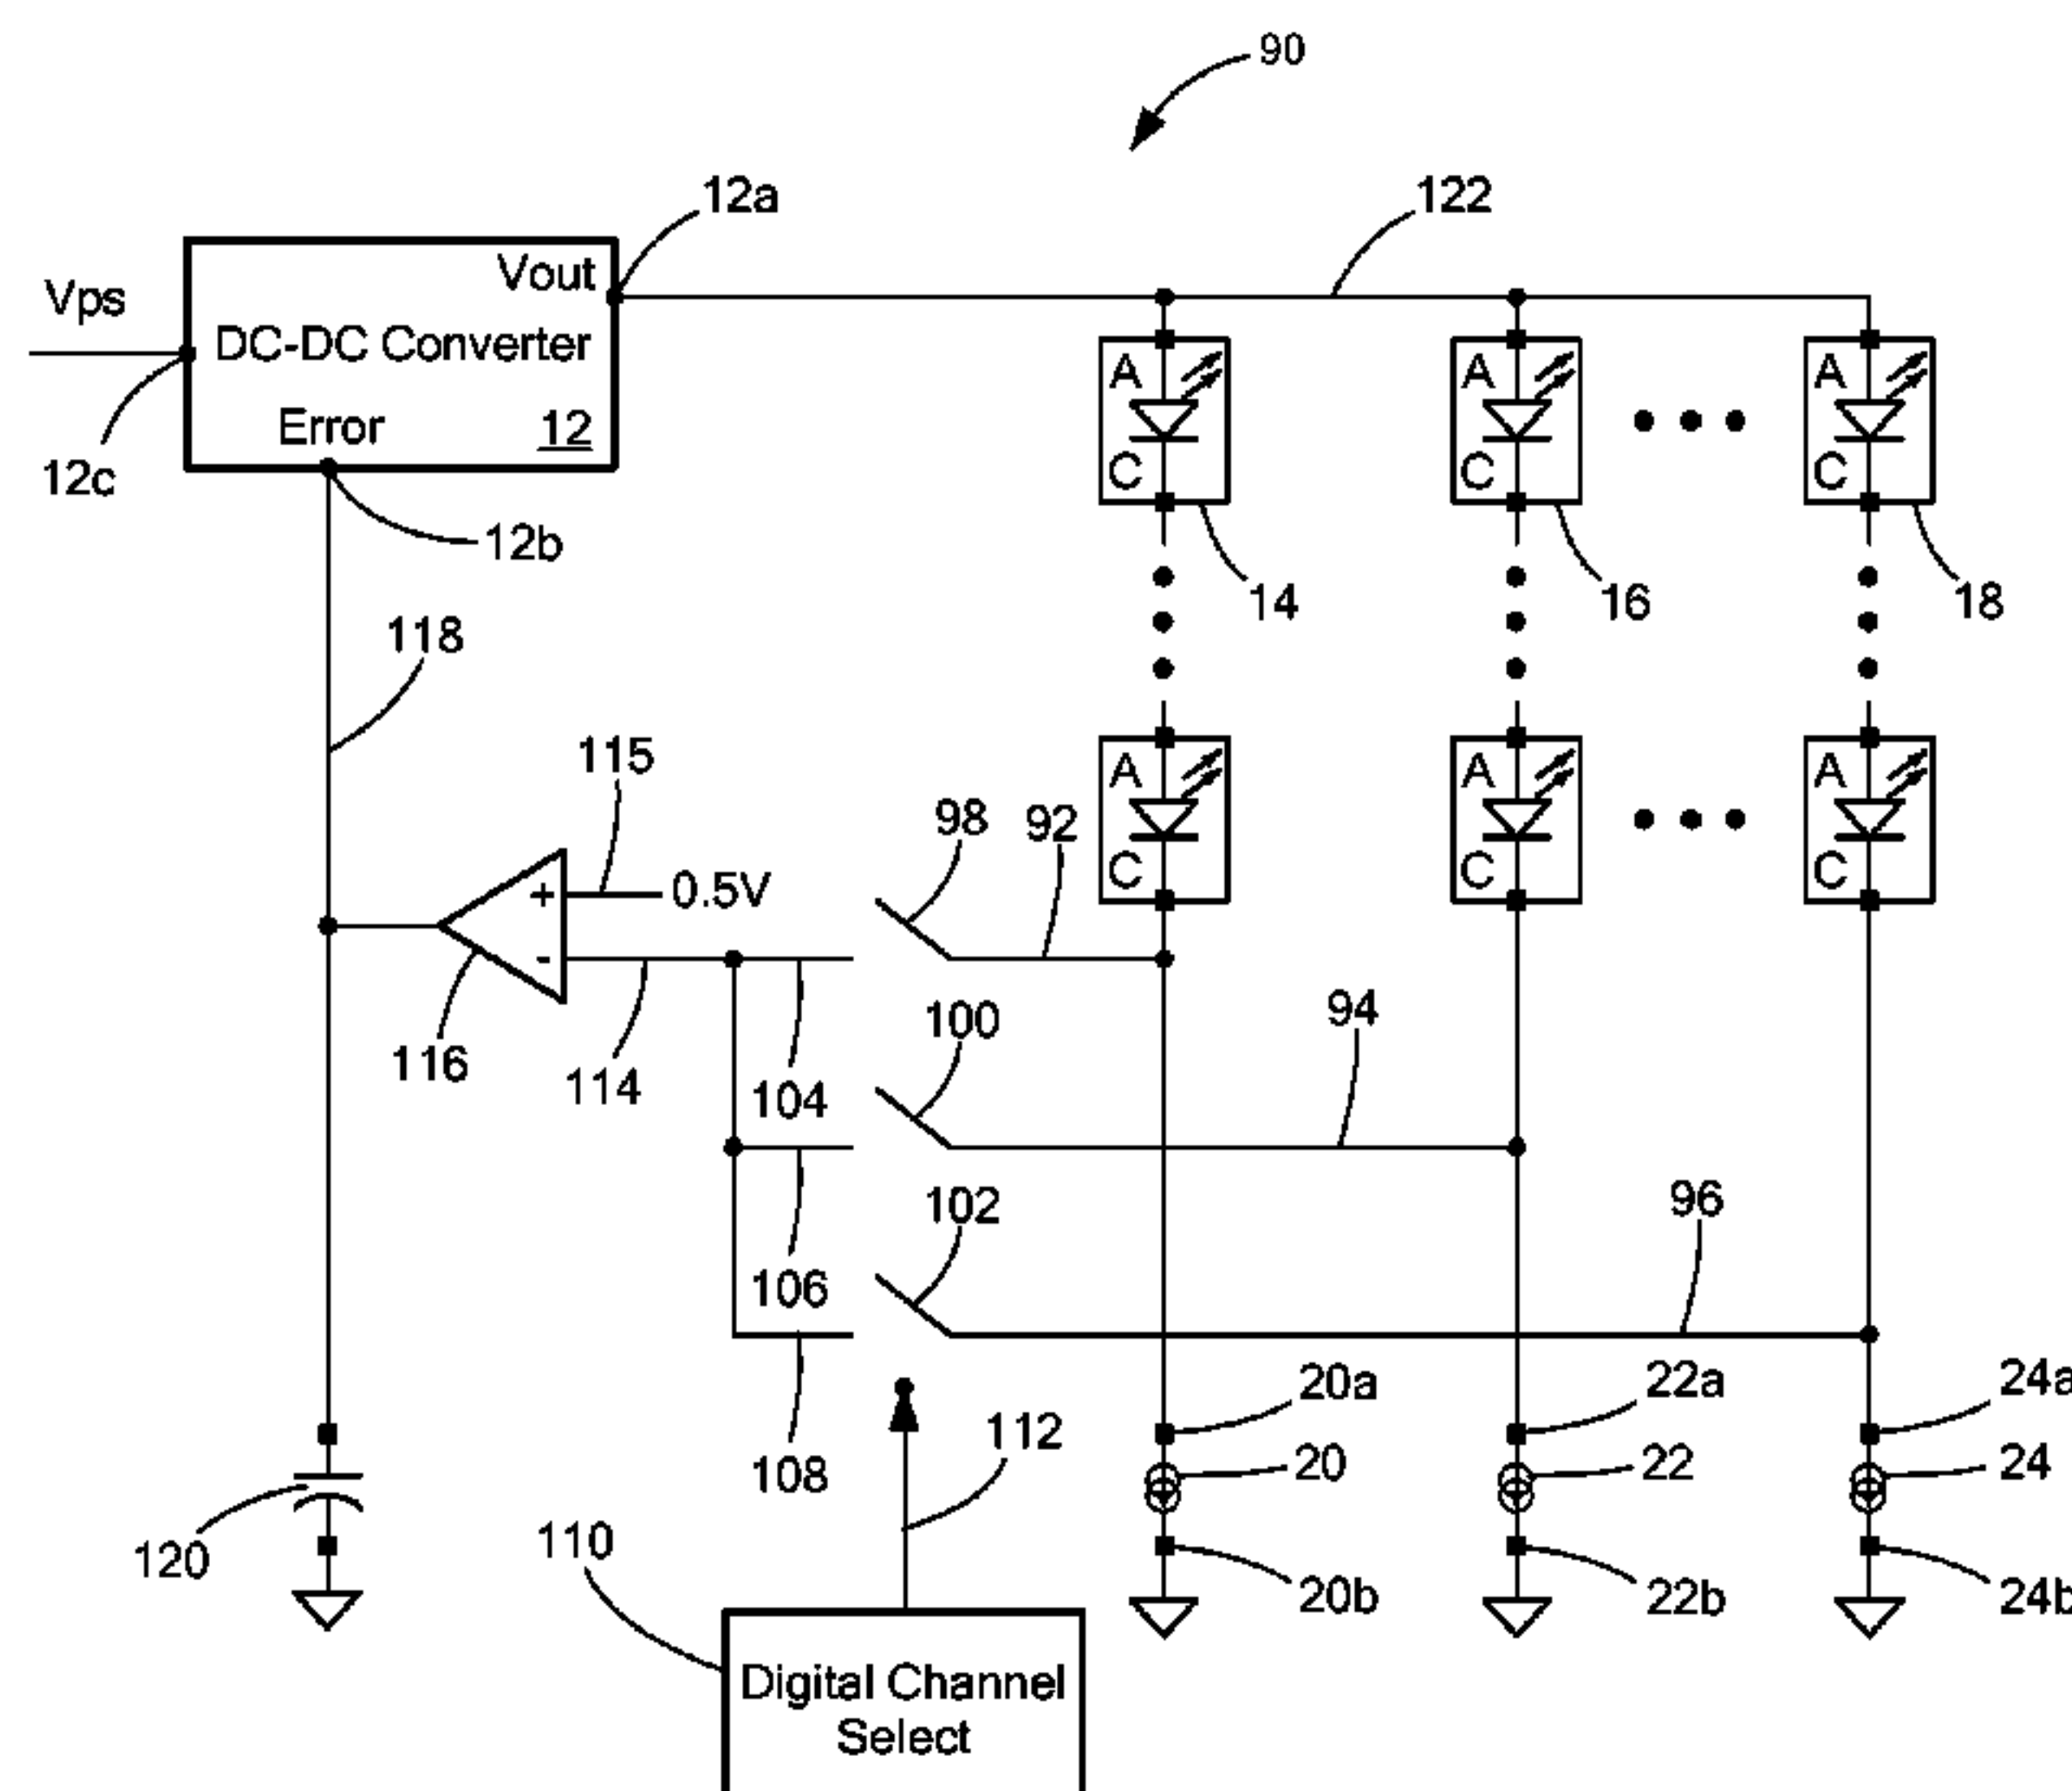 90
12a
122
Vout
Vps
DC-DC Converter
Error
12
12c
12b
A
C
A
C
A
C
14
16
18
118
115
98
92
A
C
A
C
A
C
+
0.5V
-
116
114
104
100
94
106
102
96
108
112
20a
22a
24a
20
22
24
120
110
20b
22b
24b
Digital Channel
Select